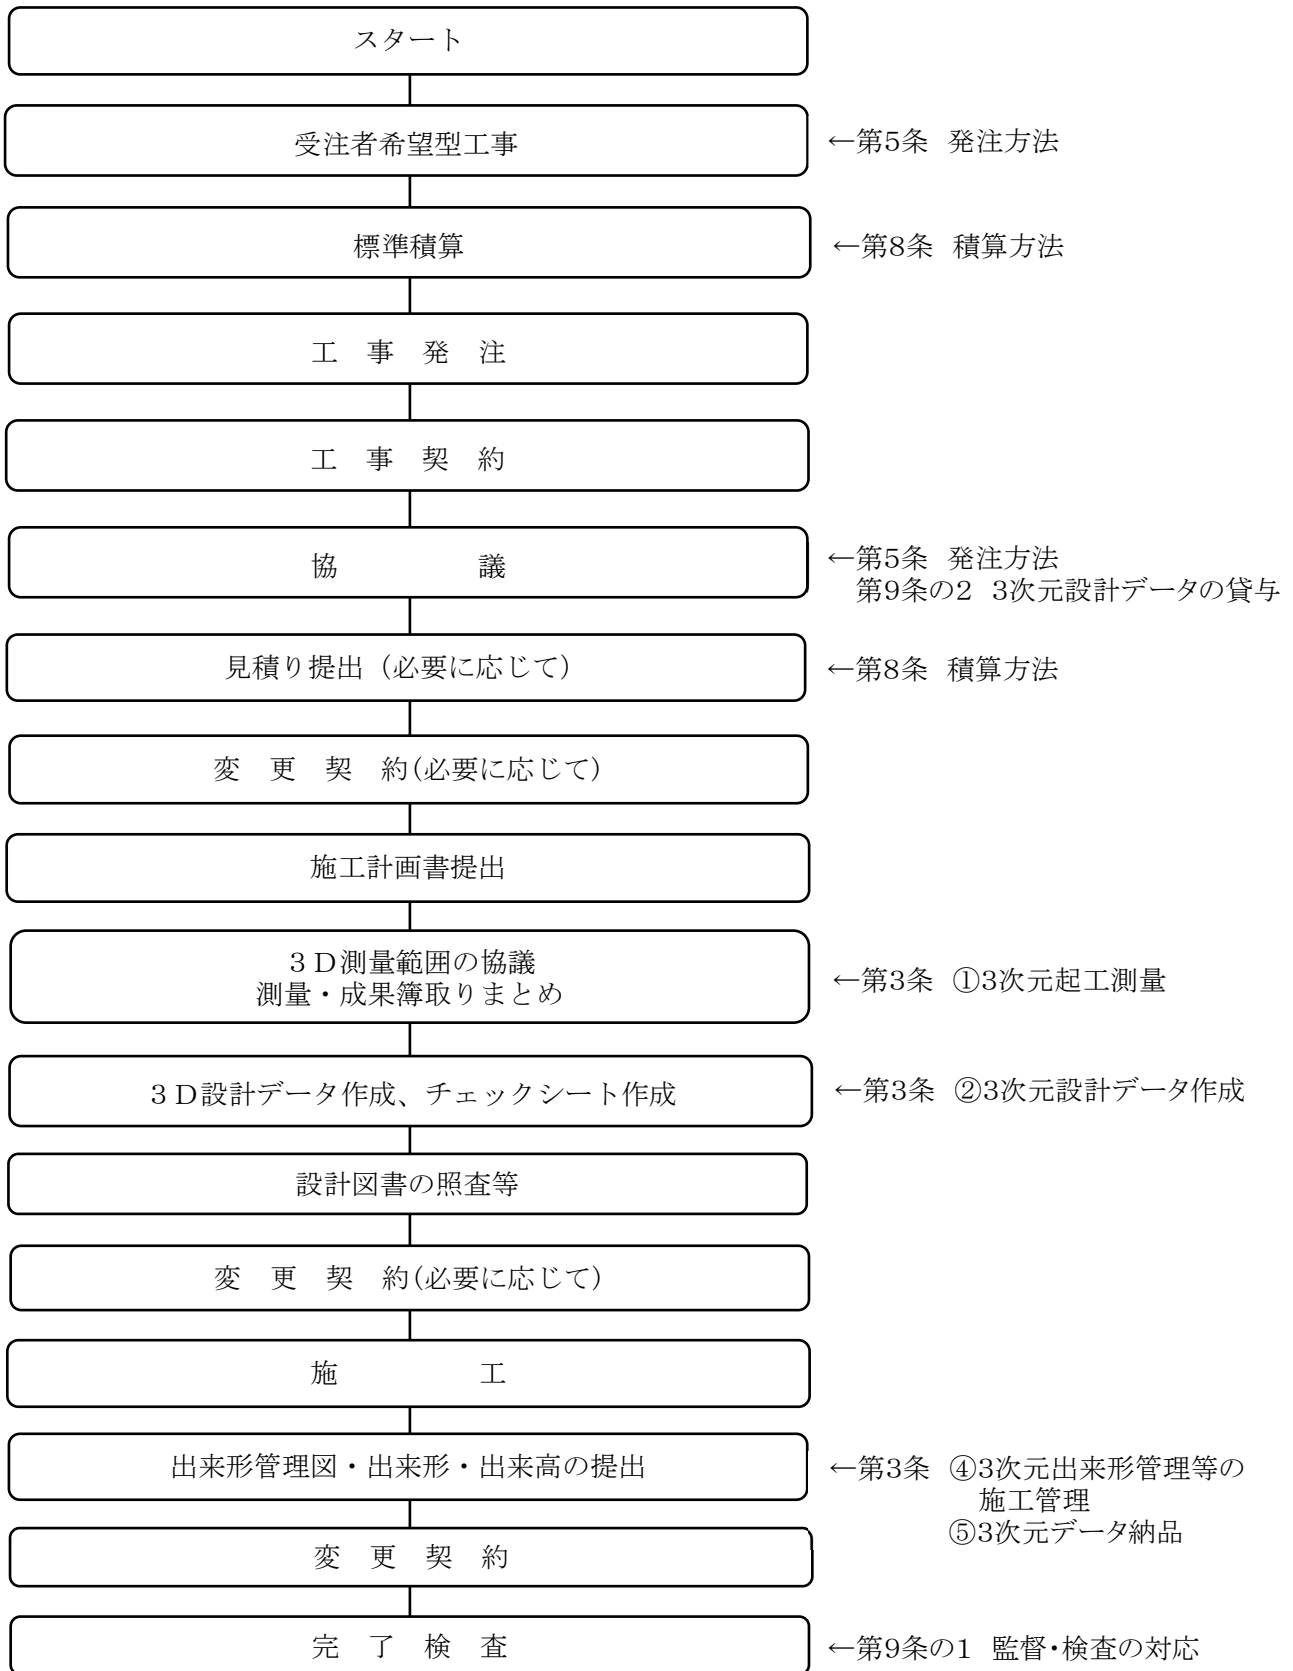 スタート
受注者希望型工事
←第5条 発注方法
標準積算
←第8条 積算方法
工 事 発 注
工 事 契 約
協 議
←第5条 発注方法
第9条の2 3次元設計データの貸与
見積り提出（必要に応じて）
←第8条 積算方法
変 更 契 約(必要に応じて)
施工計画書提出
３Ｄ測量範囲の協議
測量・成果簿取りまとめ
←第3条 ①3次元起工測量
３Ｄ設計データ作成、チェックシート作成
←第3条 ②3次元設計データ作成
設計図書の照査等
変 更 契 約(必要に応じて)
施 工
出来形管理図・出来形・出来高の提出
←第3条 ④3次元出来形管理等の
施工管理
⑤3次元データ納品
変 更 契 約
完 了 検 査
←第9条の1 監督・検査の対応